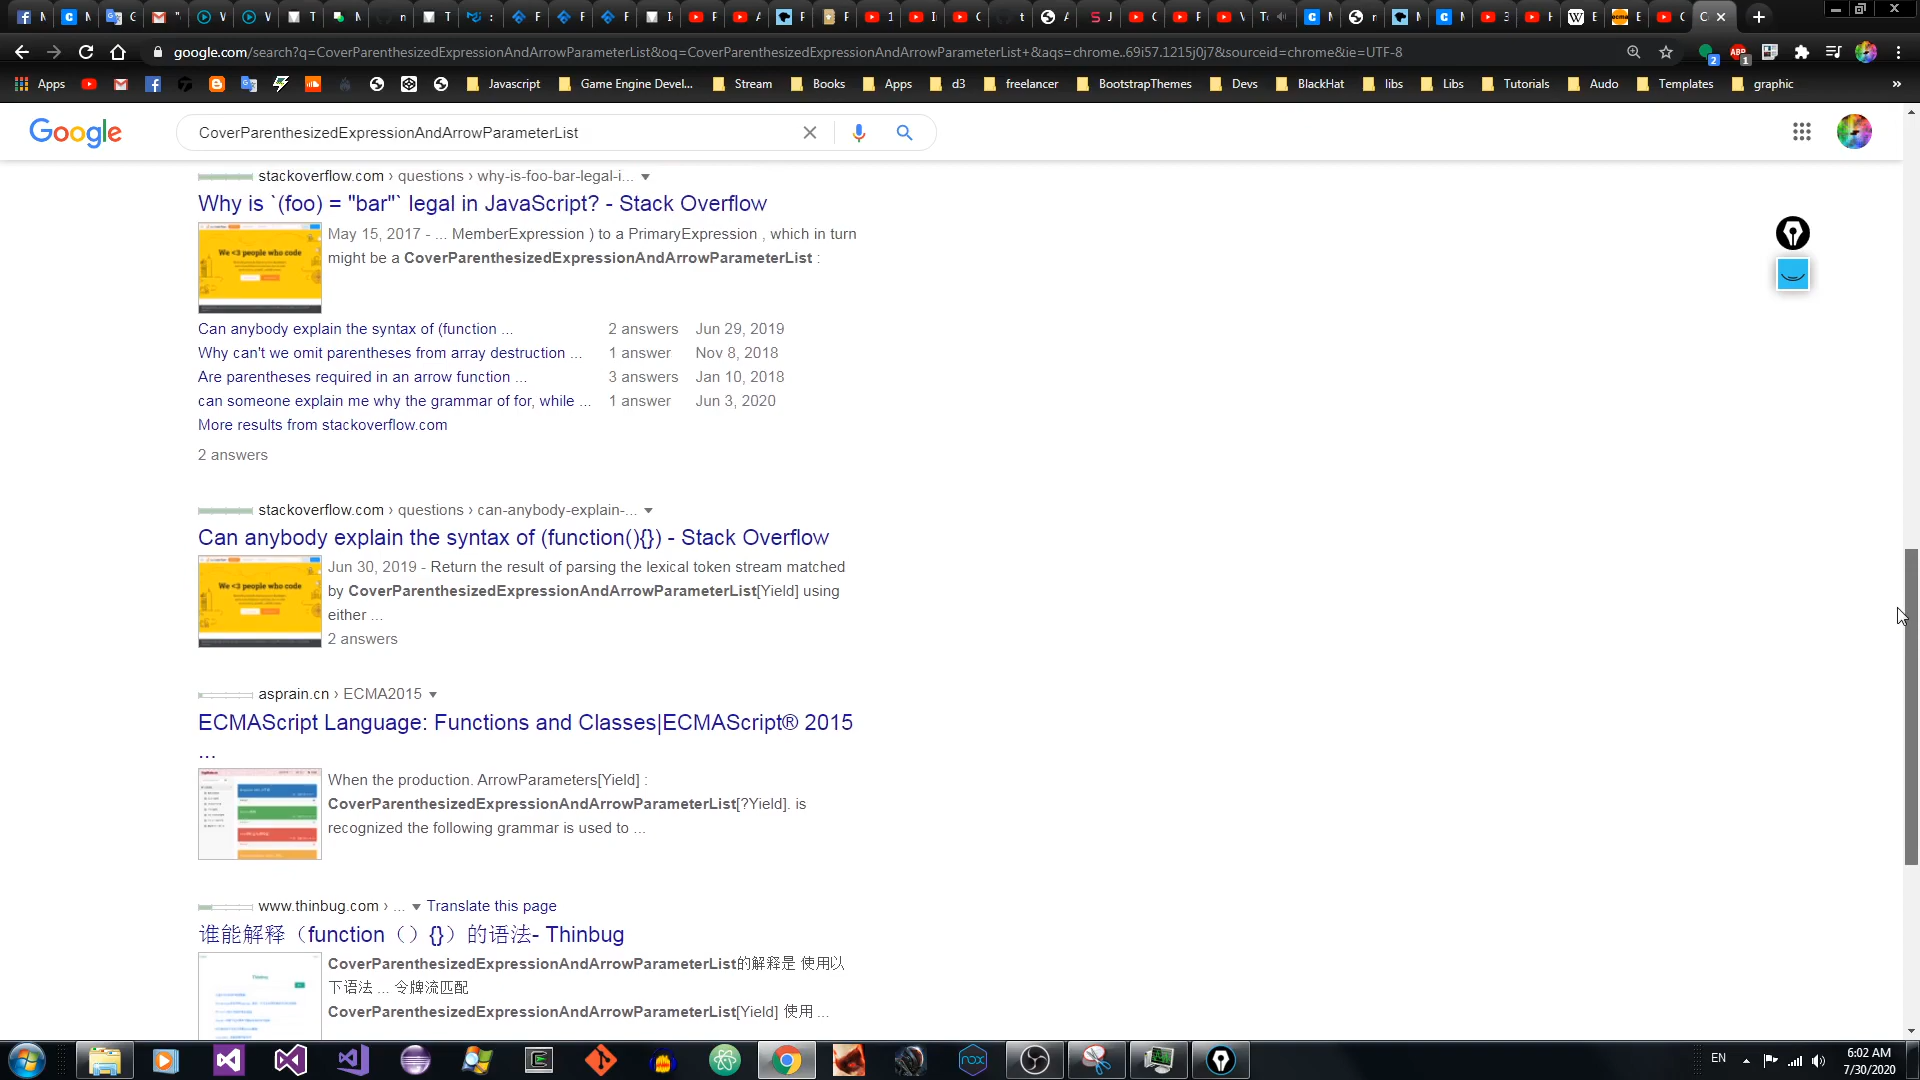 google.com/search?q=CoverParenthesizedExpressionAndArrowParameterList&oq=CoverParenthesizedExpressionAndArrowParameterList+&aqs=chrome..69i57.1215j0j7&sourceid=chrome&ie=UTF-8
Apps Javascript Game Engine Devel... Stream Books Apps d3 freelancer BootstrapThemes Devs BlackHat libs Libs Tutorials Audo Templates graphic »
Google CoverParenthesizedExpressionAndArrowParameterList
stackoverflow.com › questions › why-is-foo-bar-legal-i...
Why is `(foo) = "bar"` legal in JavaScript? - Stack Overflow
May 15, 2017 - ... MemberExpression ) to a PrimaryExpression , which in turn
might be a CoverParenthesizedExpressionAndArrowParameterList :
We <3 people who code
Can anybody explain the syntax of (function ... 2 answers Jun 29, 2019
Why can't we omit parentheses from array destruction ... 1 answer Nov 8, 2018
Are parentheses required in an arrow function ... 3 answers Jan 10, 2018
can someone explain me why the grammar of for, while ... 1 answer Jun 3, 2020
More results from stackoverflow.com
2 answers
stackoverflow.com › questions › can-anybody-explain-...
Can anybody explain the syntax of (function(){}) - Stack Overflow
Jun 30, 2019 - Return the result of parsing the lexical token stream matched
by CoverParenthesizedExpressionAndArrowParameterList[Yield] using
either ...
We <3 people who code
2 answers
asprain.cn › ECMA2015
ECMAScript Language: Functions and Classes|ECMAScript® 2015
...
When the production. ArrowParameters[Yield] :
CoverParenthesizedExpressionAndArrowParameterList[?Yield]. is
recognized the following grammar is used to ...
www.thinbug.com › ... Translate this page
谁能解释（function（）{}）的语法- Thinbug
CoverParenthesizedExpressionAndArrowParameterList的解释是 使用以
下语法 ... 令牌流匹配
CoverParenthesizedExpressionAndArrowParameterList[Yield] 使用 ...
EN
6:02 AM
7/30/2020